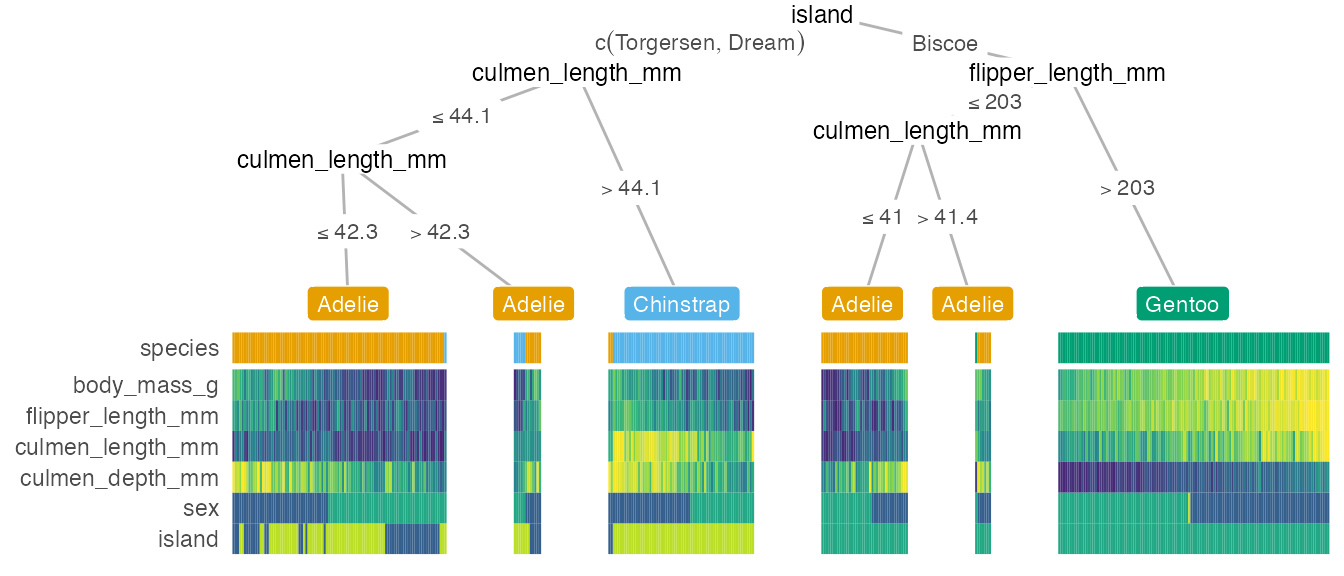 island
c(Torgersen, Dream)
Biscoe
culmen_length_mm
flipper_length_mm
≤ 44.1
≤ 203
culmen_length_mm
culmen_length_mm
> 44.1
> 203
≤ 42.3
> 42.3
≤ 41
> 41.4
Adelie
Adelie
Chinstrap
Adelie
Adelie
Gentoo
species
body_mass_g
flipper_length_mm
culmen_length_mm
culmen_depth_mm
sex
island